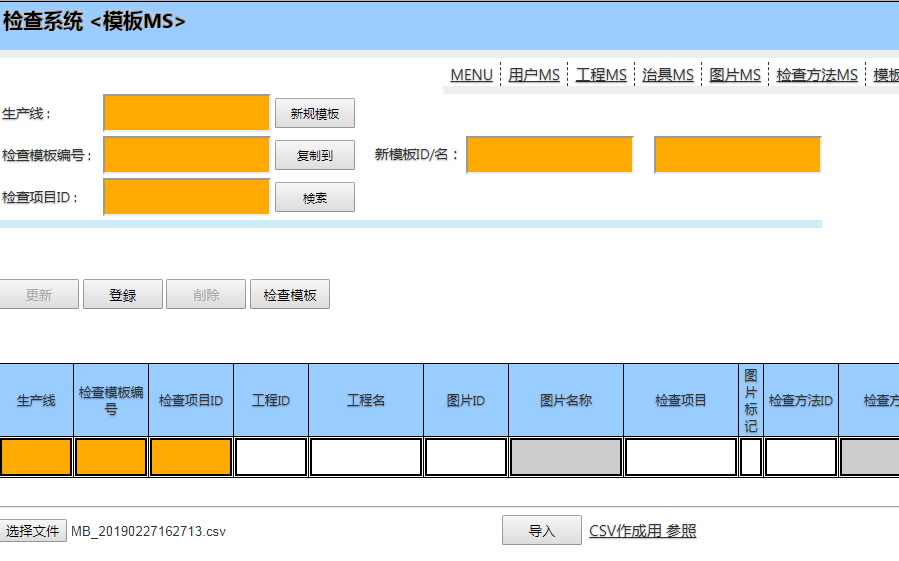 检查系统 <模板MS>
MENU 用户MS 工程MS 治具MS 图片MS 检查方法MS 模板
生产线： 新规模板
检查模板编号： 复制到 新模板ID/名：
检查项目ID： 検索
更新 登録 削除 检查模板
生产线 检查模板编号 检查项目ID 工程ID 工程名 图片ID 图片名称 检查项目 图片标记 检查方法ID 检查方
选择文件 MB_20190227162713.csv 导入 CSV作成用 参照